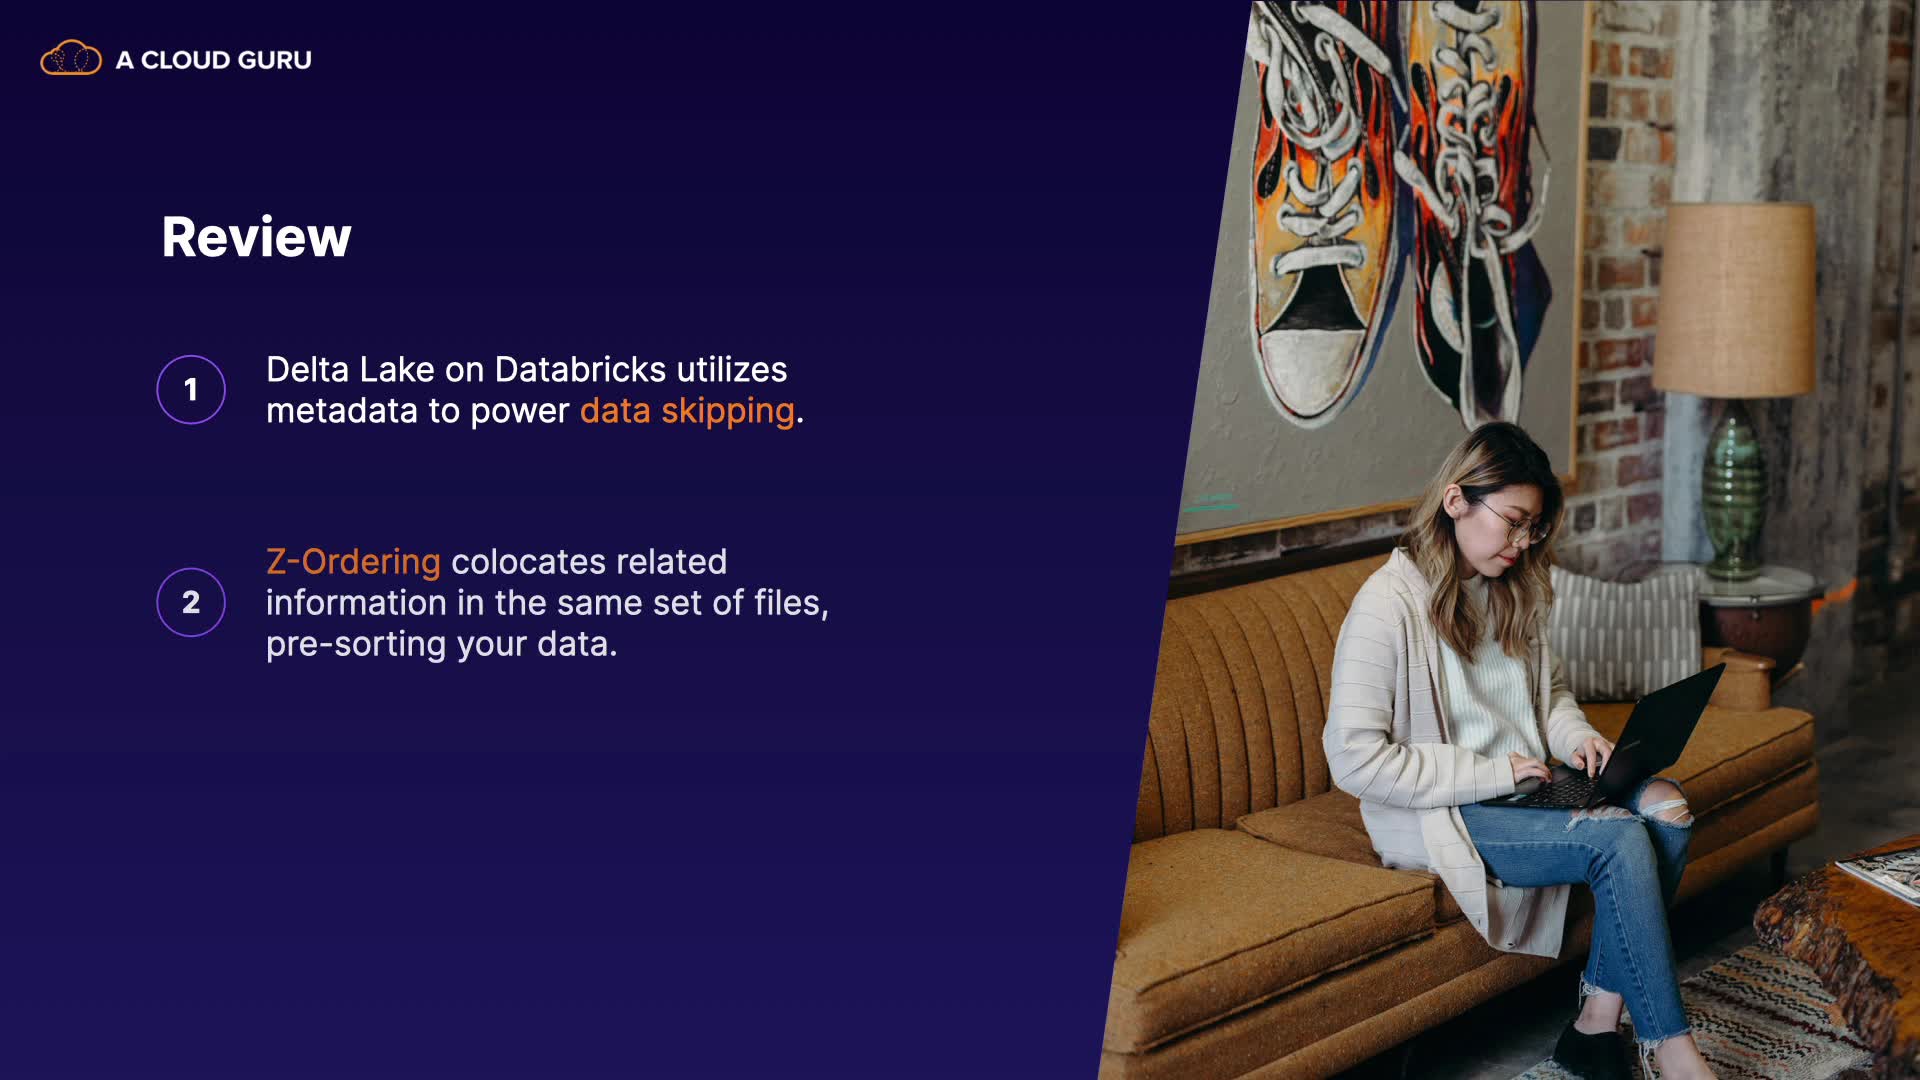 A CLOUD GURU
Review
1
Delta Lake on Databricks utilizes
metadata to power data skipping.
2
Z-Ordering colocates related
information in the same set of files,
pre-sorting your data.